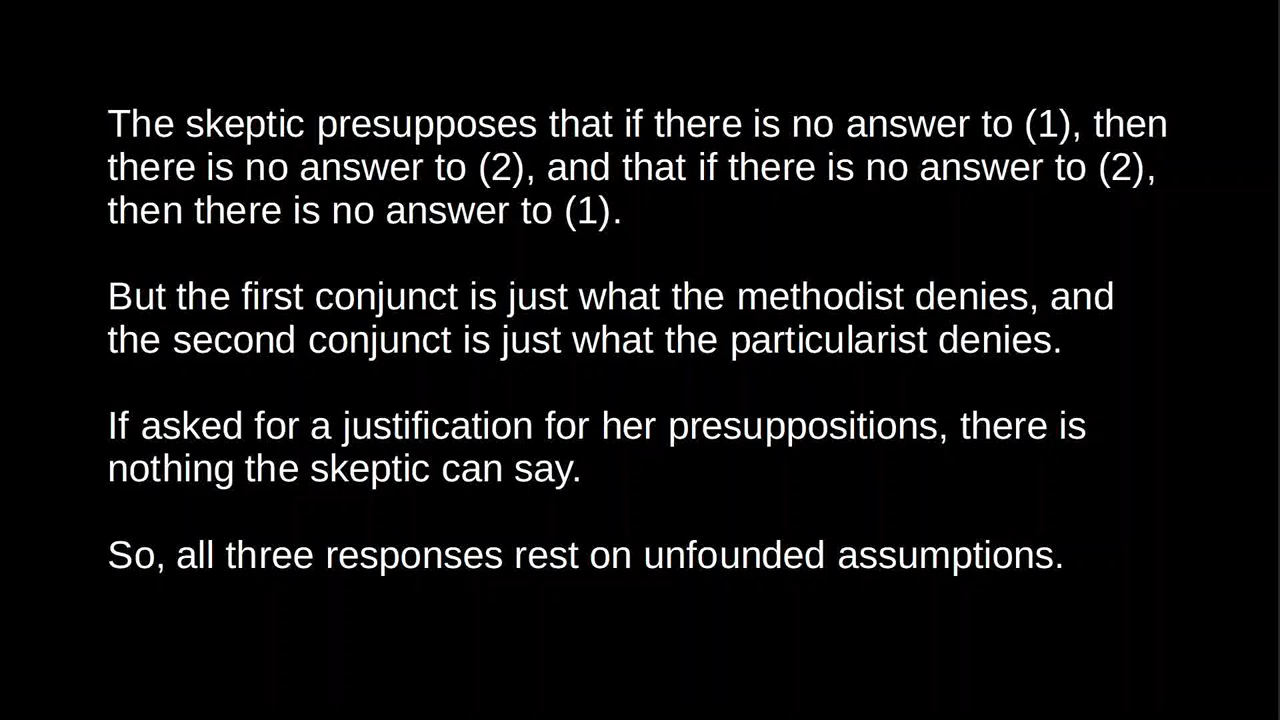 The skeptic presupposes that if there is no answer to (1), then
there is no answer to (2), and that if there is no answer to (2),
then there is no answer to (1).
But the first conjunct is just what the methodist denies, and
the second conjunct is just what the particularist denies.
If asked for a justification for her presuppositions, there is
nothing the skeptic can say.
So, all three responses rest on unfounded assumptions.